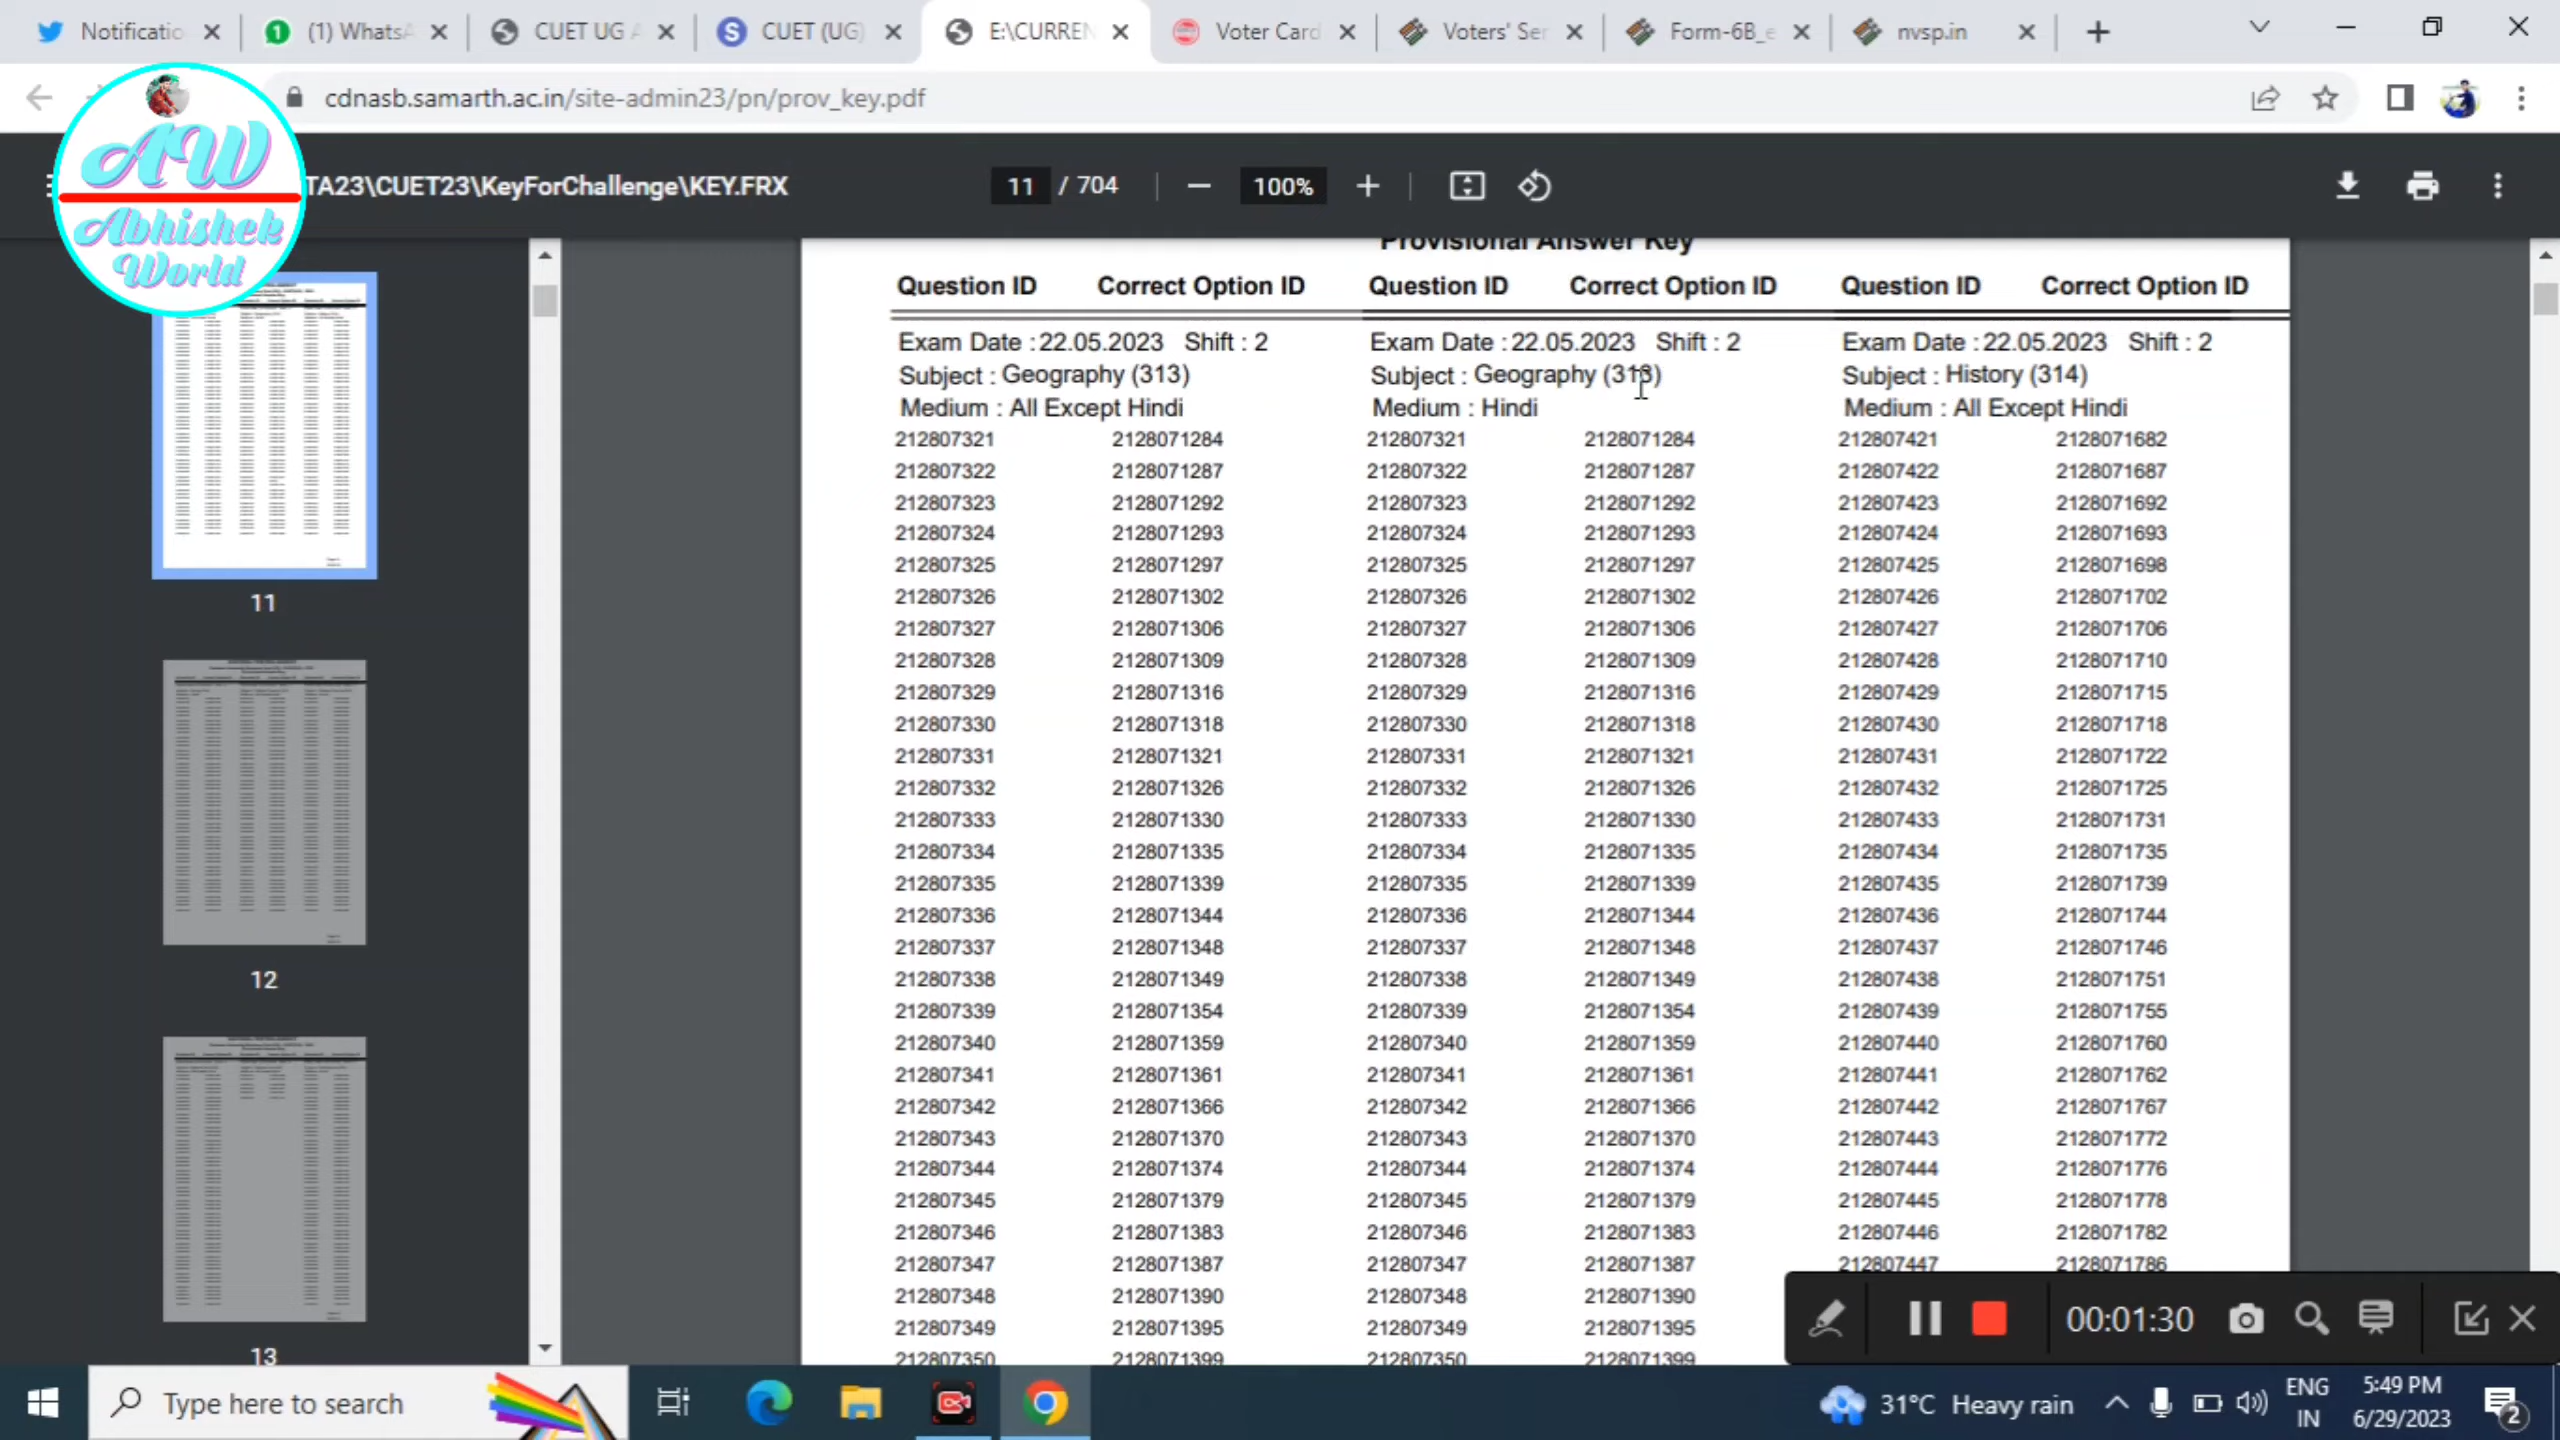 Notificatio
(1) WhatsA
CUET UG A
CUET (UG)
E:\CURREN
Voter Card
Voters' Ser
Form-6B_e
nvsp.in
cdnasb.samarth.ac.in/site-admin23/pn/prov_key.pdf
AW
Abhishek
World
TA23\CUET23\KeyForChallenge\KEY.FRX
11 / 704
100%
11
12
13
Provisional Answer Key
Question ID Correct Option ID Question ID Correct Option ID Question ID Correct Option ID
Exam Date : 22.05.2023 Shift : 2 Exam Date : 22.05.2023 Shift : 2 Exam Date : 22.05.2023 Shift : 2
Subject : Geography (313) Subject : Geography (313) Subject : History (314)
Medium : All Except Hindi Medium : Hindi Medium : All Except Hindi
212807321 2128071284 212807321 2128071284 212807421 2128071682
212807322 2128071287 212807322 2128071287 212807422 2128071687
212807323 2128071292 212807323 2128071292 212807423 2128071692
212807324 2128071293 212807324 2128071293 212807424 2128071693
212807325 2128071297 212807325 2128071297 212807425 2128071698
212807326 2128071302 212807326 2128071302 212807426 2128071702
212807327 2128071306 212807327 2128071306 212807427 2128071706
212807328 2128071309 212807328 2128071309 212807428 2128071710
212807329 2128071316 212807329 2128071316 212807429 2128071715
212807330 2128071318 212807330 2128071318 212807430 2128071718
212807331 2128071321 212807331 2128071321 212807431 2128071722
212807332 2128071326 212807332 2128071326 212807432 2128071725
212807333 2128071330 212807333 2128071330 212807433 2128071731
212807334 2128071335 212807334 2128071335 212807434 2128071735
212807335 2128071339 212807335 2128071339 212807435 2128071739
212807336 2128071344 212807336 2128071344 212807436 2128071744
212807337 2128071348 212807337 2128071348 212807437 2128071746
212807338 2128071349 212807338 2128071349 212807438 2128071751
212807339 2128071354 212807339 2128071354 212807439 2128071755
212807340 2128071359 212807340 2128071359 212807440 2128071760
212807341 2128071361 212807341 2128071361 212807441 2128071762
212807342 2128071366 212807342 2128071366 212807442 2128071767
212807343 2128071370 212807343 2128071370 212807443 2128071772
212807344 2128071374 212807344 2128071374 212807444 2128071776
212807345 2128071379 212807345 2128071379 212807445 2128071778
212807346 2128071383 212807346 2128071383 212807446 2128071782
212807347 2128071387 212807347 2128071387 212807447 2128071786
212807348 2128071390 212807348 2128071390
212807349 2128071395 212807349 2128071395
212807350 2128071399 212807350 2128071399
00:01:30
Type here to search
31°C Heavy rain
ENG
IN
5:49 PM
6/29/2023
2